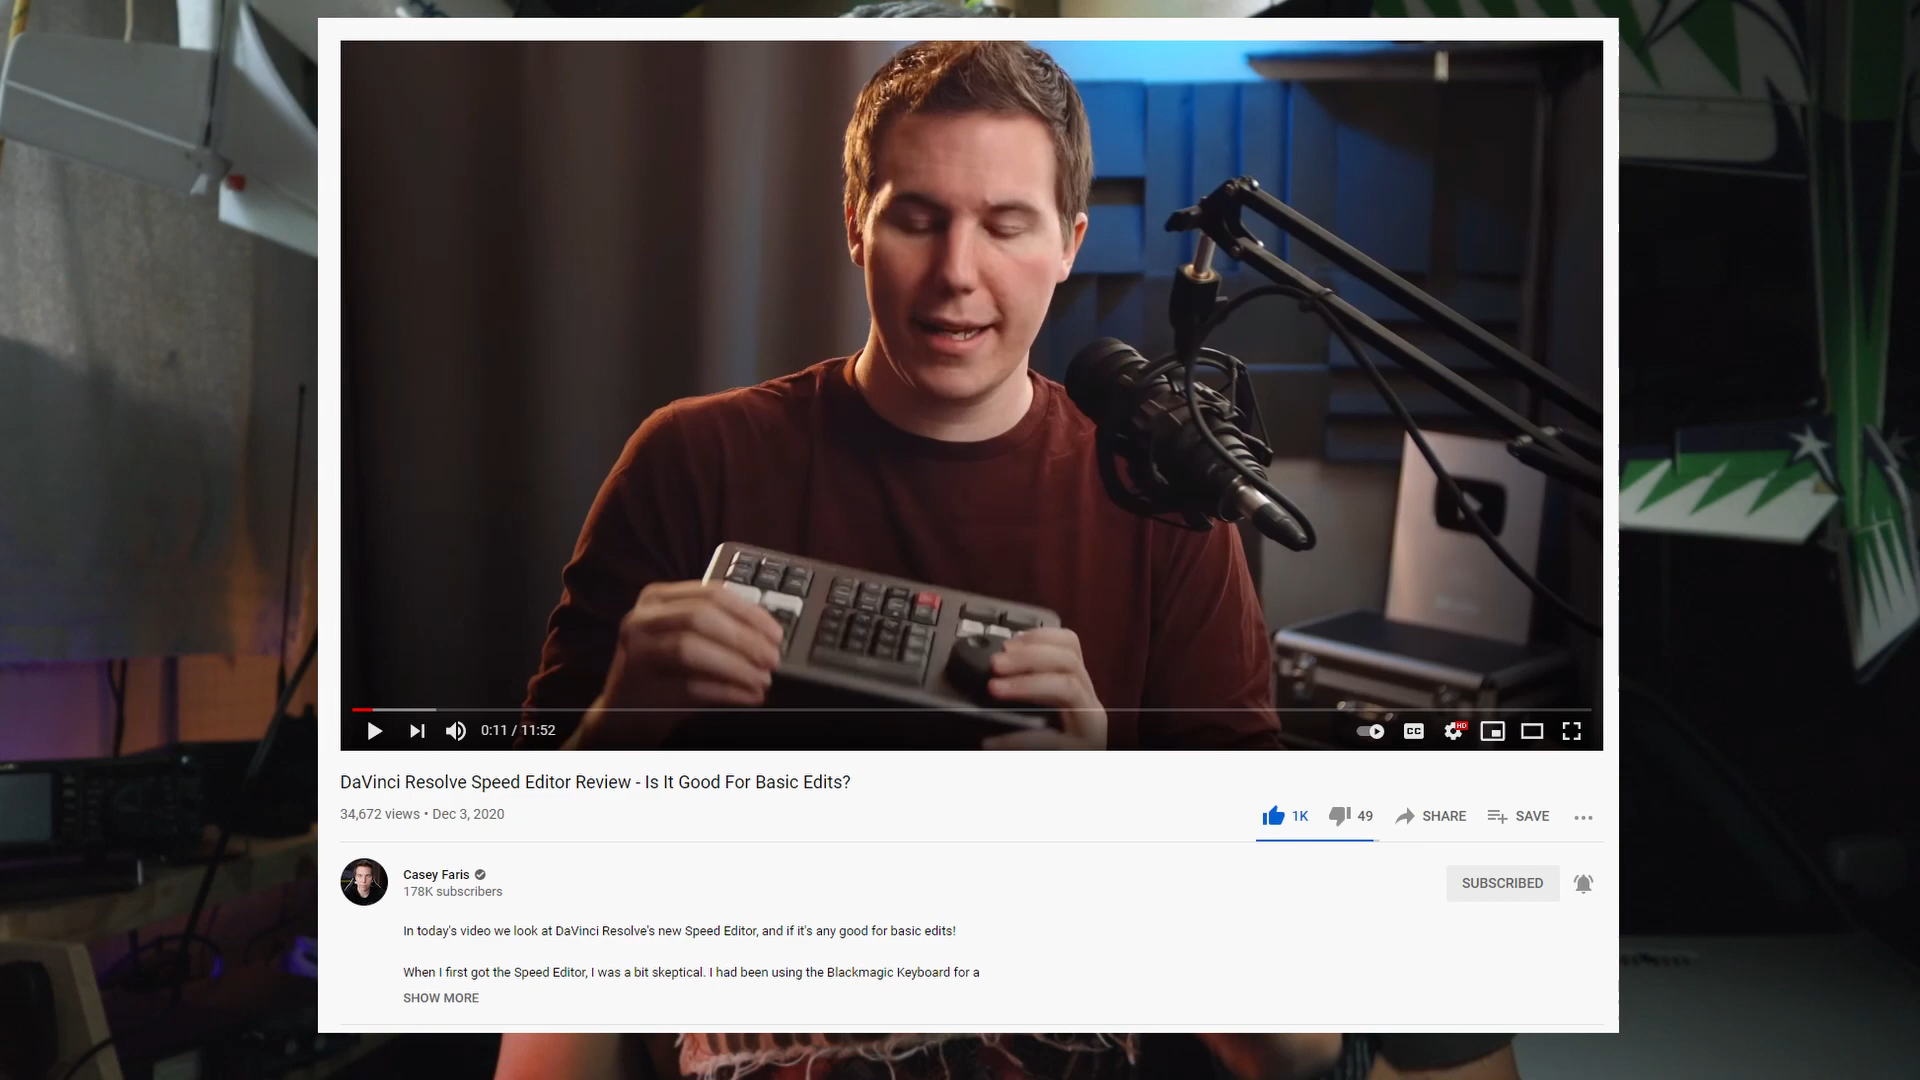 0:11 / 11:52
CC
HD
DaVinci Resolve Speed Editor Review - Is It Good For Basic Edits?
34,672 views • Dec 3, 2020
1K
49
SHARE
SAVE
Casey Faris
178K subscribers
SUBSCRIBED
In today's video we look at DaVinci Resolve's new Speed Editor, and if it's any good for basic edits!
When I first got the Speed Editor, I was a bit skeptical. I had been using the Blackmagic Keyboard for a
SHOW MORE